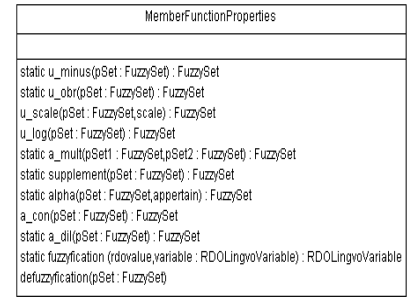 MemberFunctionProperties
static u_minus(pSet : FuzzySet) : FuzzySet
static u_obr(pSet : FuzzySet) : FuzzySet
u_scale(pSet : FuzzySet,scale) : FuzzySet
u_log(pSet : FuzzySet) : FuzzySet
static a_mult(pSet1 : FuzzySet,pSet2 : FuzzySet) : FuzzySet
static supplement(pSet : FuzzySet) : FuzzySet
static alpha(pSet : FuzzySet,appertain) : FuzzySet
a_con(pSet : FuzzySet) : FuzzySet
static a_dil(pSet : FuzzySet) : FuzzySet
static fuzzyfication (rdovalue,variable : RDOLingvoVariable) : RDOLingvoVariable
defuzzyfication(pSet : FuzzySet)